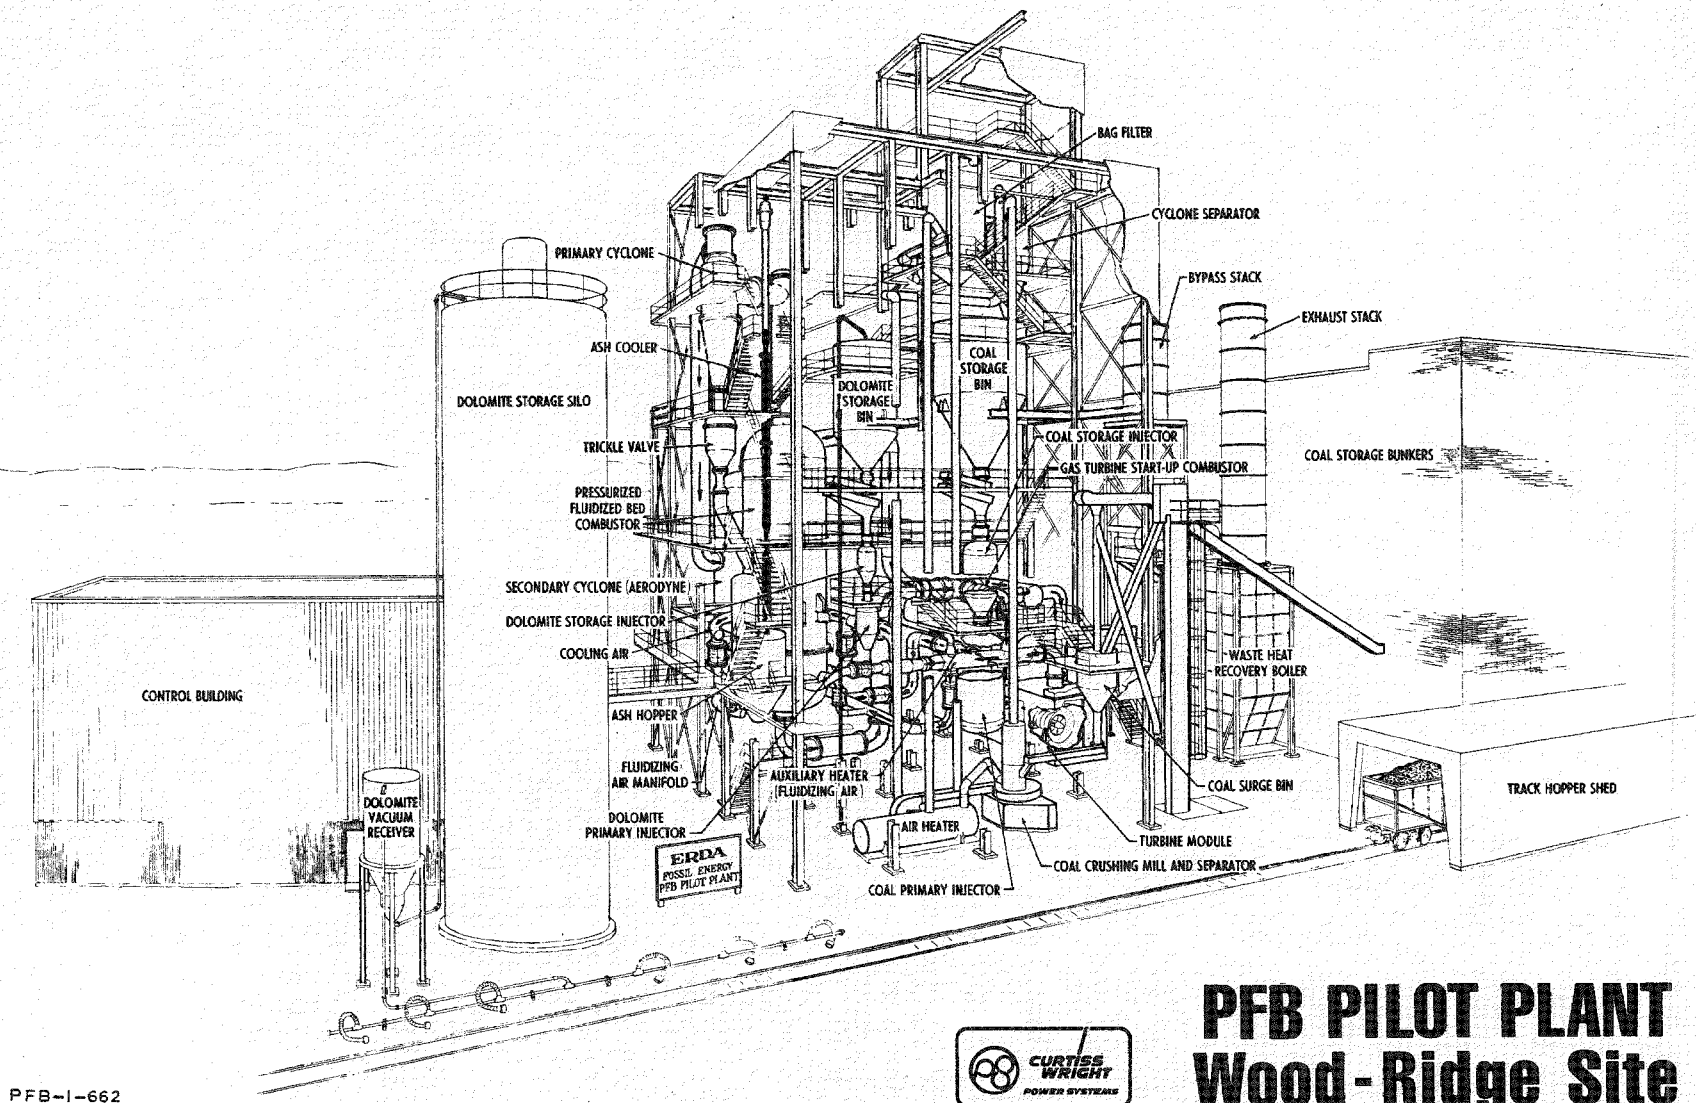 BAG FILTER
CYCLONE SEPARATOR
PRIMARY CYCLONE
BYPASS STACK
EXHAUST STACK
ASH COOLER
COAL
STORAGE
BIN
DOLOMITE
STORAGE
BIN
DOLOMITE STORAGE SILO
TRICKLE VALVE
COAL STORAGE INJECTOR
GAS TURBINE START-UP COMBUSTOR
COAL STORAGE BUNKERS
PRESSURIZED
FLUIDIZED BED
COMBUSTOR
SECONDARY CYCLONE (AERODYNE)
DOLOMITE STORAGE INJECTOR
COOLING AIR
WASTE HEAT
RECOVERY BOILER
CONTROL BUILDING
ASH HOPPER
FLUIDIZING
AIR MANIFOLD
AUXILIARY HEATER
(FLUIDIZING AIR)
COAL SURGE BIN
TRACK HOPPER SHED
DOLOMITE
VACUUM
RECEIVER
DOLOMITE
PRIMARY INJECTOR
AIR HEATER
TURBINE MODULE
ERDA
FOSSIL ENERGY
PFB PILOT PLANT
COAL CRUSHING MILL AND SEPARATOR
COAL PRIMARY INJECTOR
PFB PILOT PLANT
Wood-Ridge Site
CURTISS
WRIGHT
POWER SYSTEMS
PFB-I-662